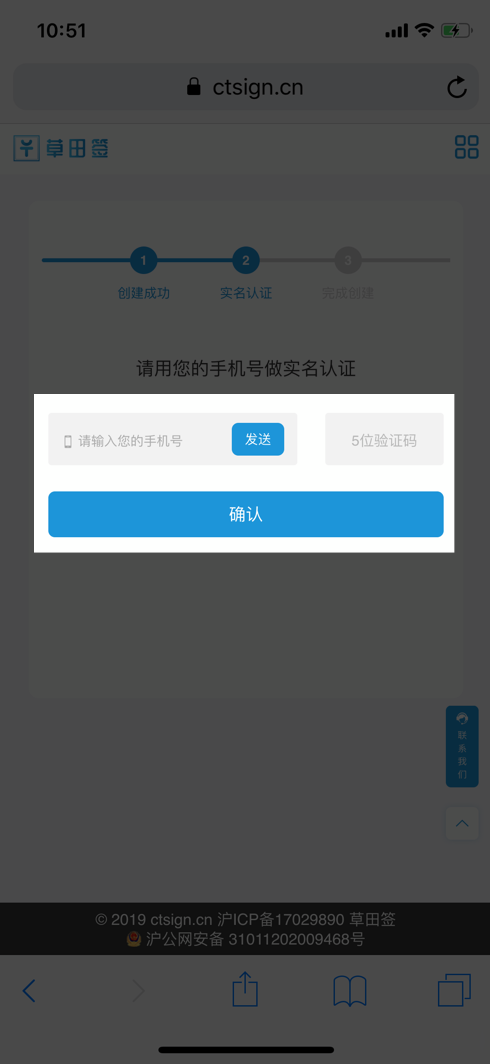 10:51
ctsign.cn
草田签
1
2
3
创建成功
实名认证
完成创建
请用您的手机号做实名认证
请输入您的手机号
发送
5位验证码
确认
联系我们
© 2019 ctsign.cn 沪ICP备17029890 草田签
沪公网安备 31011202009468号